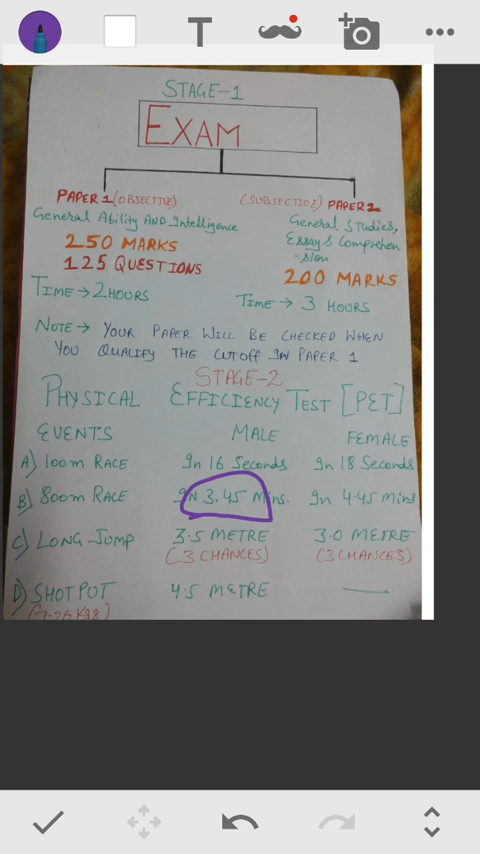 STAGE-1
EXAM
PAPER 1 (OBJECTIVE)
General Ability AND Intelligence
250 MARKS
125 QUESTIONS
TIME → 2 HOURS
(SUBJECTIVE) PAPER 2
General Studies,
Essay & Comprehen
-sion
200 MARKS
TIME → 3 HOURS
NOTE → YOUR PAPER WILL BE CHECKED WHEN
YOU QUALIFY THE CUTOFF IN PAPER 1
STAGE-2
PHYSICAL EFFICIENCY TEST [PET]
EVENTS MALE FEMALE
A) 100m RACE In 16 Seconds In 18 Seconds
B) 800m RACE IN 3.45 Mins. In 4.45 Mins
C) LONG JUMP 3.5 METRE 3.0 METRE
(3 CHANCES) (3 CHANCES)
D) SHOT PUT 4.5 METRE —
(7.26 Kgs)